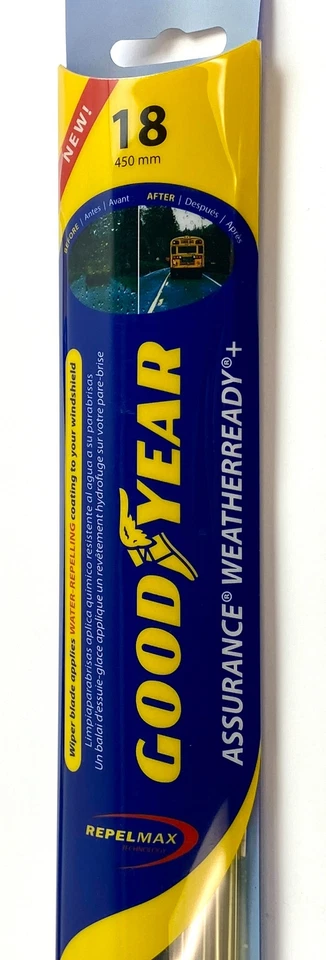 NEW!
18
450 mm
BEFORE | Antes | Avant
AFTER | Después | Après
Wiper blade applies WATER-REPELLING coating to your windshield
Limpiaparabrisas aplica químico resistente al agua a su parabrisas
Un balai d'essuie-glace applique un revêtement hydrofuge sur votre pare-brise
GOODYEAR
ASSURANCE® WEATHERREADY®+
REPELMAX
TECHNOLOGY